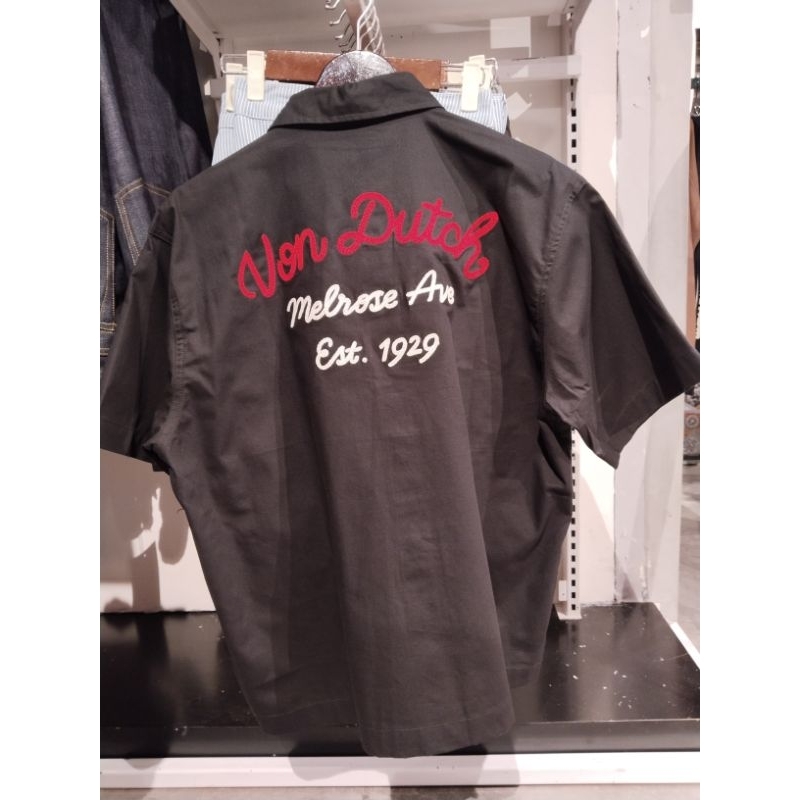 Von Dutch
Melrose Ave
Est. 1929